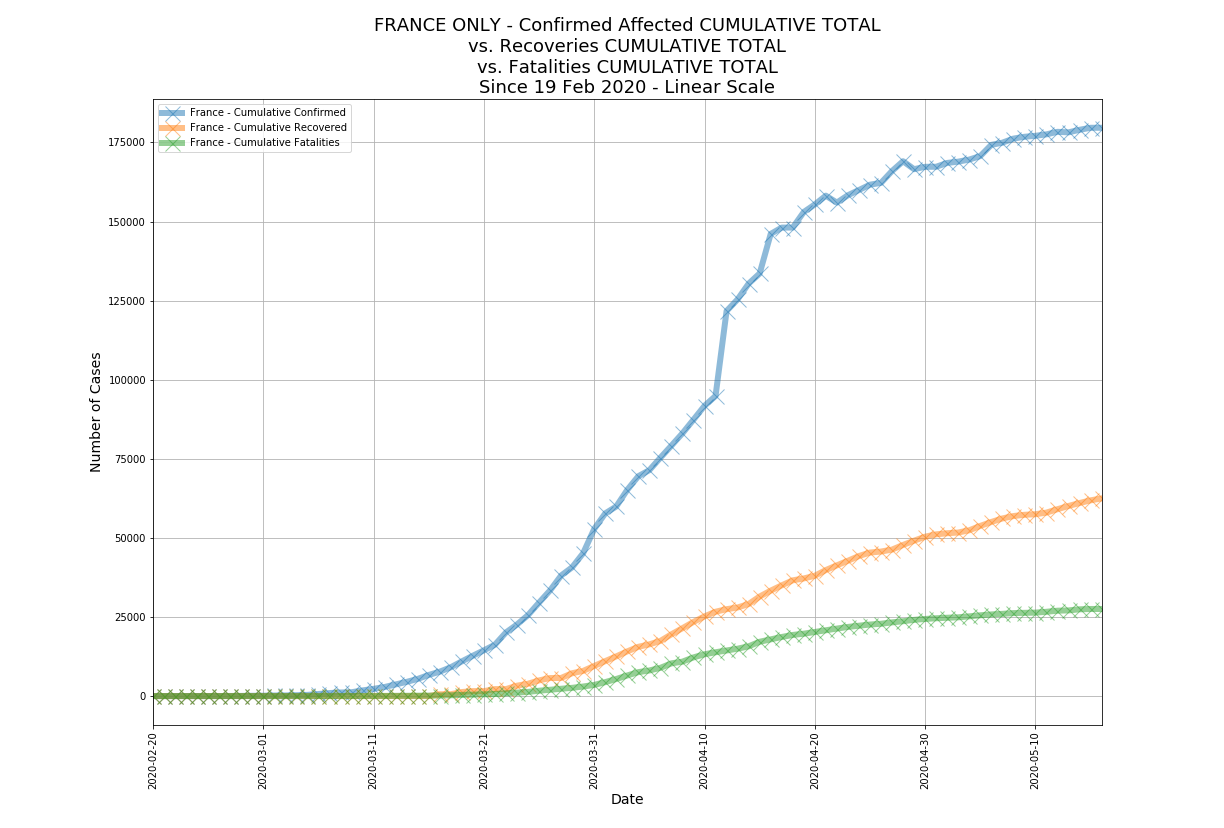 FRANCE ONLY - Confirmed Affected CUMULATIVE TOTAL
vs. Recoveries CUMULATIVE TOTAL
vs. Fatalities CUMULATIVE TOTAL
Since 19 Feb 2020 - Linear Scale
France - Cumulative Confirmed
France - Cumulative Recovered
France - Cumulative Fatalities
Number of Cases
175000
150000
125000
100000
75000
50000
25000
0
2020-02-20
2020-03-01
2020-03-11
2020-03-21
2020-03-31
2020-04-10
2020-04-20
2020-04-30
2020-05-10
Date